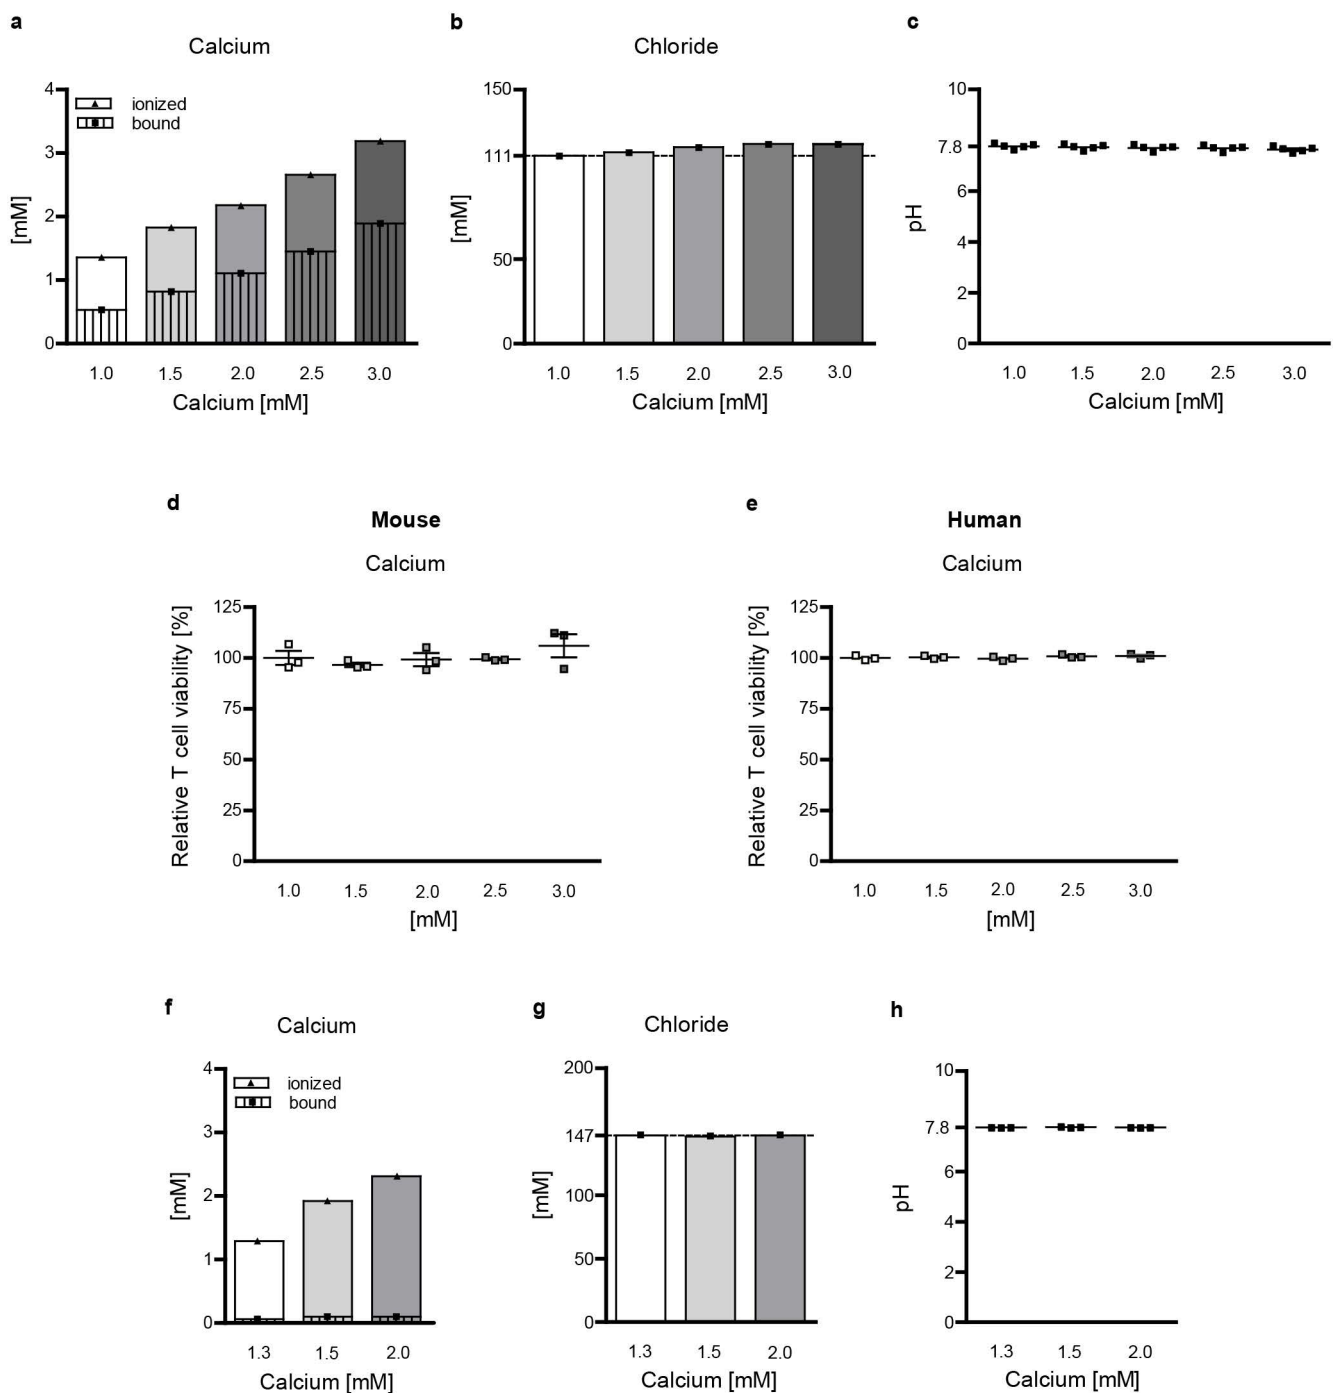 a
Calcium
4
3
2
1
0
[mM]
ionized
bound
1.0 1.5 2.0 2.5 3.0
Calcium [mM]
b
Chloride
150
111
50
0
[mM]
1.0 1.5 2.0 2.5 3.0
Calcium [mM]
c
10
7.8
6
4
2
0
pH
1.0 1.5 2.0 2.5 3.0
Calcium [mM]
d
Mouse
Calcium
125
100
75
50
25
0
Relative T cell viability [%]
1.0 1.5 2.0 2.5 3.0
[mM]
e
Human
Calcium
125
100
75
50
25
0
Relative T cell viability [%]
1.0 1.5 2.0 2.5 3.0
[mM]
f
Calcium
4
3
2
1
0
[mM]
ionized
bound
1.3 1.5 2.0
Calcium [mM]
g
Chloride
200
147
100
50
0
[mM]
1.3 1.5 2.0
Calcium [mM]
h
10
7.8
6
4
2
0
pH
1.3 1.5 2.0
Calcium [mM]